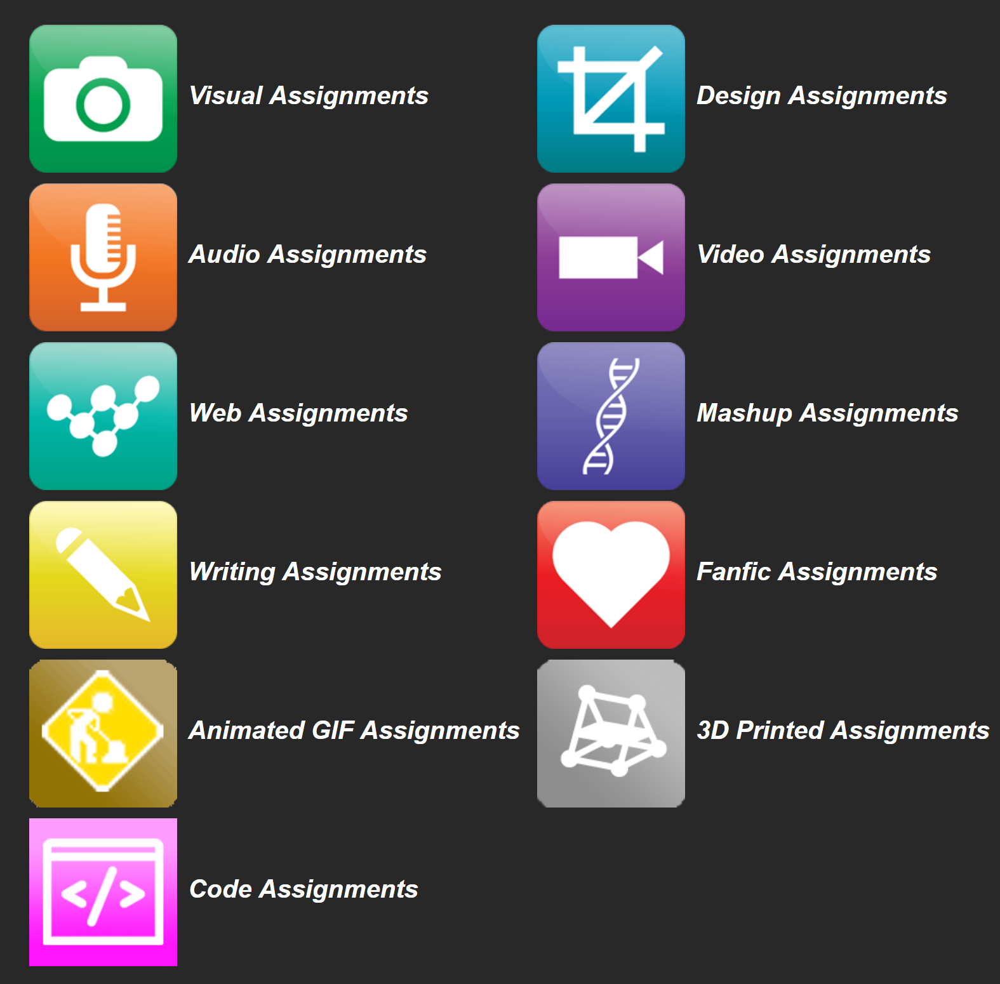 Visual Assignments
Design Assignments
Audio Assignments
Video Assignments
Web Assignments
Mashup Assignments
Writing Assignments
Fanfic Assignments
Animated GIF Assignments
3D Printed Assignments
Code Assignments